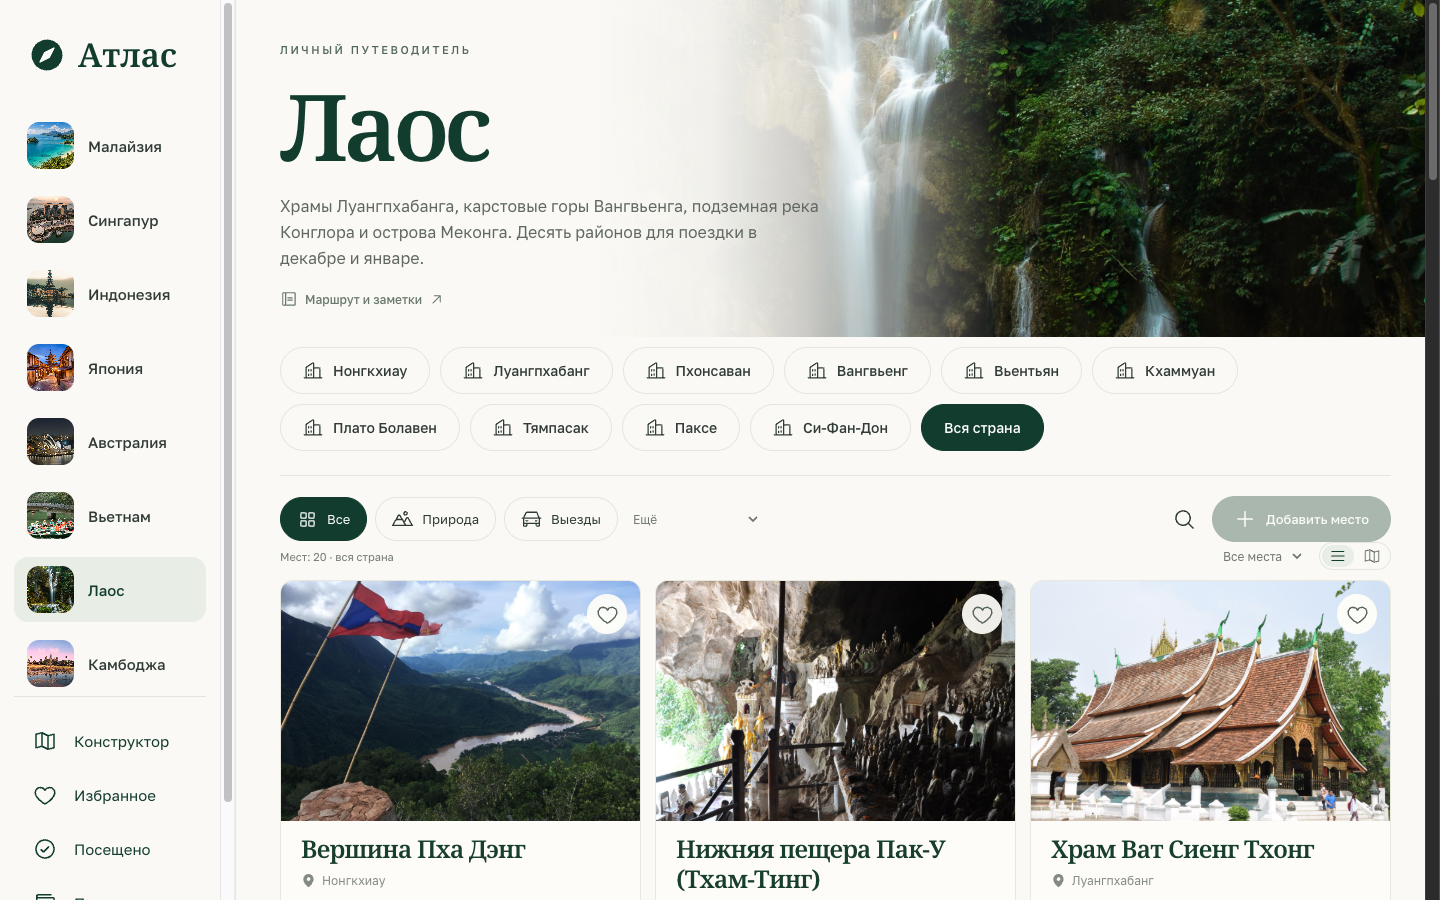 Атлас
Малайзия
Сингапур
Индонезия
Япония
Австралия
Вьетнам
Лаос
Камбоджа
Конструктор
Избранное
Посещено
ЛИЧНЫЙ ПУТЕВОДИТЕЛЬ
Лаос
Храмы Луангпхабанга, карстовые горы Вангвьенга, подземная река
Конглора и острова Меконга. Десять районов для поездки в
декабре и январе.
Маршрут и заметки
Нонгкхиау
Луангпхабанг
Пхонсаван
Вангвьенг
Вьентьян
Кхаммуан
Плато Болавен
Тямпасак
Паксе
Си-Фан-Дон
Вся страна
Все
Природа
Выезды
Ещё
Добавить место
Мест: 20 · вся страна
Все места
Вершина Пха Дэнг
Нонгкхиау
Нижняя пещера Пак-У
(Тхам-Тинг)
Храм Ват Сиенг Тхонг
Луангпхабанг